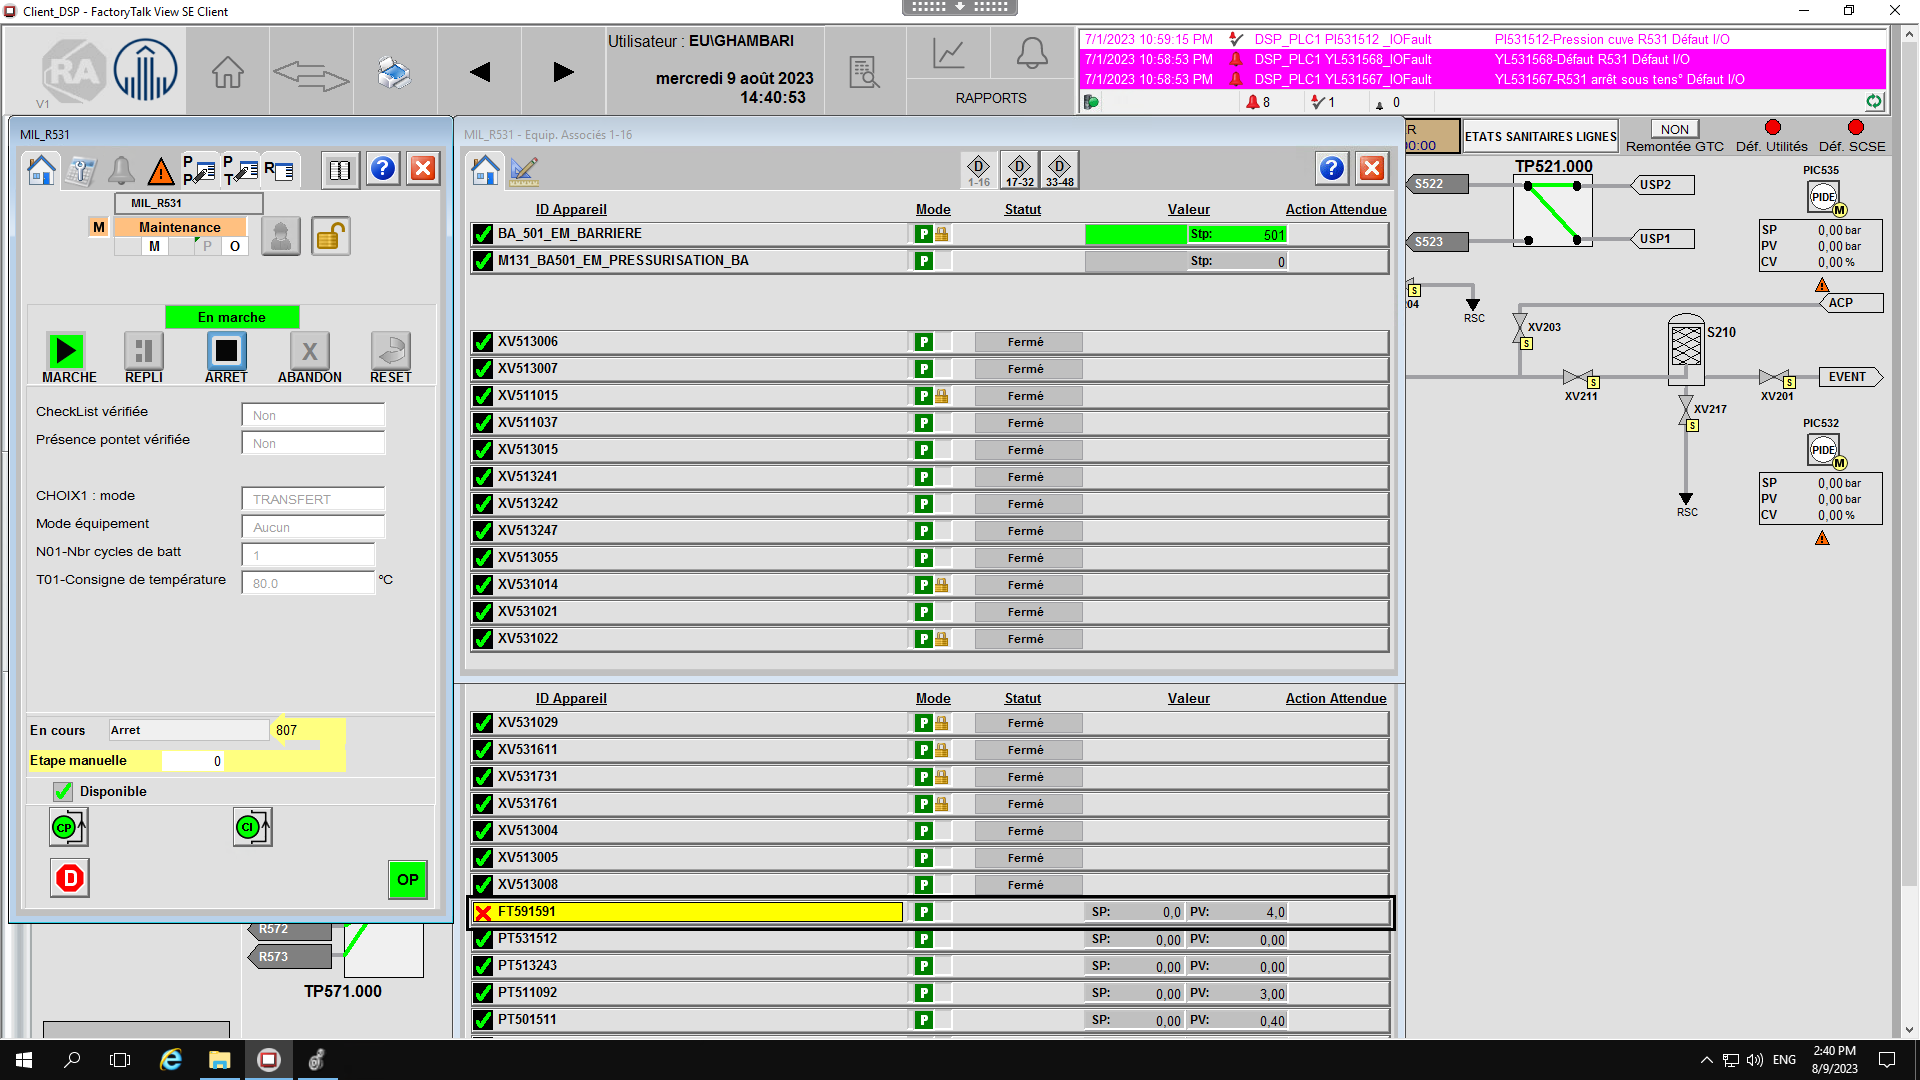 Client_DSP - FactoryTalk View SE Client
RA
V1
Utilisateur : EU\GHAMBARI
mercredi 9 août 2023
14:40:53
RAPPORTS
7/1/2023 10:59:15 PM DSP_PLC1 PI531512 _IOFault PI531512-Pression cuve R531 Défaut I/O
7/1/2023 10:58:53 PM DSP_PLC1 YL531568_IOFault YL531568-Défaut R531 Défaut I/O
7/1/2023 10:58:53 PM DSP_PLC1 YL531567_IOFault YL531567-R531 arrêt sous tens° Défaut I/O
8 1 0
MIL_R531
P P P T R
?
MIL_R531
M Maintenance
M P O
En marche
X
MARCHE REPLI ARRET ABANDON RESET
CheckList vérifiée Non
Présence pontet vérifiée Non
CHOIX1 : mode TRANSFERT
Mode équipement Aucun
N01-Nbr cycles de batt 1
T01-Consigne de température 80.0 °C
En cours Arret 807
Etape manuelle 0
Disponible
CP CI
D OP
R572
R573
TP571.000
MIL_R531 - Equip. Associés 1-16
D D D
1-16 17-32 33-48
?
ID Appareil Mode Statut Valeur Action Attendue
BA_501_EM_BARRIERE P Stp: 501
M131_BA501_EM_PRESSURISATION_BA P Stp: 0
XV513006 P Fermé
XV513007 P Fermé
XV511015 P Fermé
XV511037 P Fermé
XV513015 P Fermé
XV513241 P Fermé
XV513242 P Fermé
XV513247 P Fermé
XV513055 P Fermé
XV531014 P Fermé
XV531021 P Fermé
XV531022 P Fermé
ID Appareil Mode Statut Valeur Action Attendue
XV531029 P Fermé
XV531611 P Fermé
XV531731 P Fermé
XV531761 P Fermé
XV513004 P Fermé
XV513005 P Fermé
XV513008 P Fermé
FT591591 P SP: 0,0 PV: 4,0
PT531512 P SP: 0,00 PV: 0,00
PT513243 P SP: 0,00 PV: 0,00
PT511092 P SP: 0,00 PV: 3,00
PT501511 P SP: 0,00 PV: 0,40
R
00:00
ETATS SANITAIRES LIGNES
NON
Remontée GTC Déf. Utilités Déf. SCSE
TP521.000
S522 USP2
S523 USP1
PIC535
PIDE
M
SP 0,00 bar
PV 0,00 bar
CV 0,00 %
S
04
RSC
ACP
XV203
S
S210
EVENT
S S
XV211 XV201
XV217
S
RSC
PIC532
PIDE
M
SP 0,00 bar
PV 0,00 bar
CV 0,00 %
ENG
2:40 PM
8/9/2023